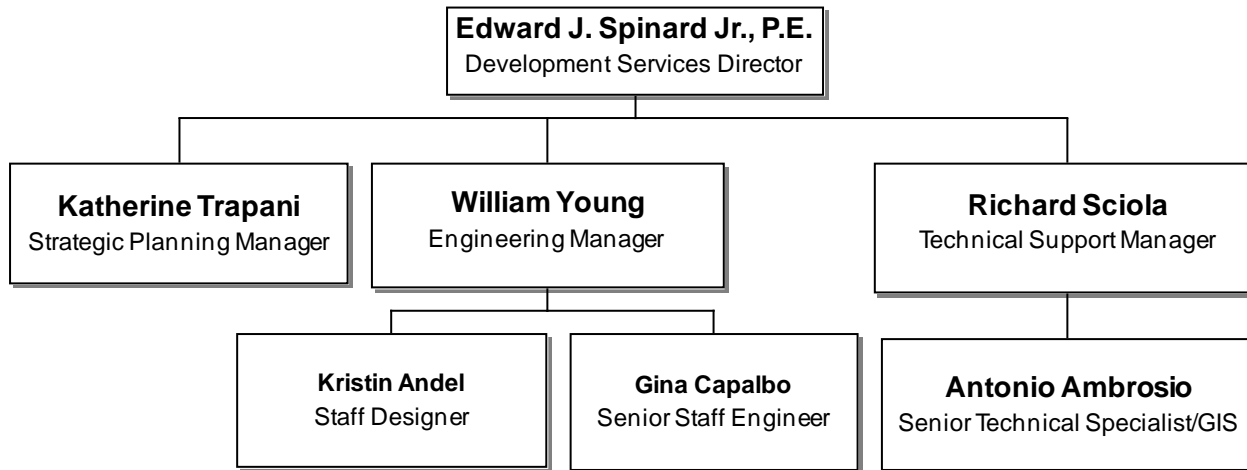 Edward J. Spinard Jr., P.E.
Development Services Director
Katherine Trapani
Strategic Planning Manager
William Young
Engineering Manager
Richard Sciola
Technical Support Manager
Kristin Andel
Staff Designer
Gina Capalbo
Senior Staff Engineer
Antonio Ambrosio
Senior Technical Specialist/GIS